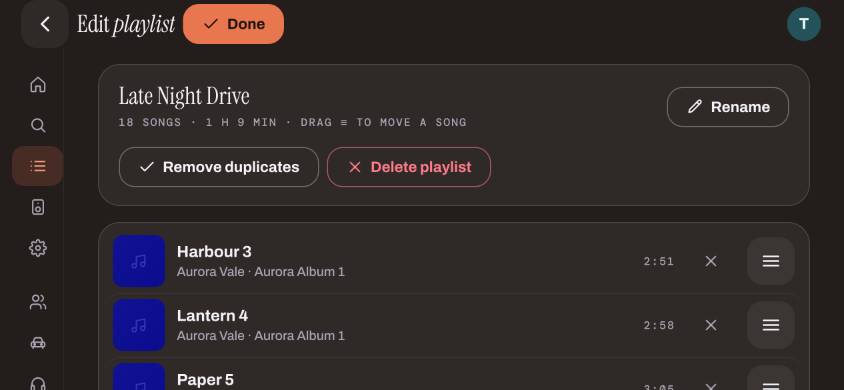 Edit playlist
Done
T
Late Night Drive
18 SONGS · 1 H 9 MIN · DRAG ≡ TO MOVE A SONG
Rename
Remove duplicates
Delete playlist
Harbour 3
Aurora Vale · Aurora Album 1
2:51
Lantern 4
Aurora Vale · Aurora Album 1
2:58
Paper 5
3:05